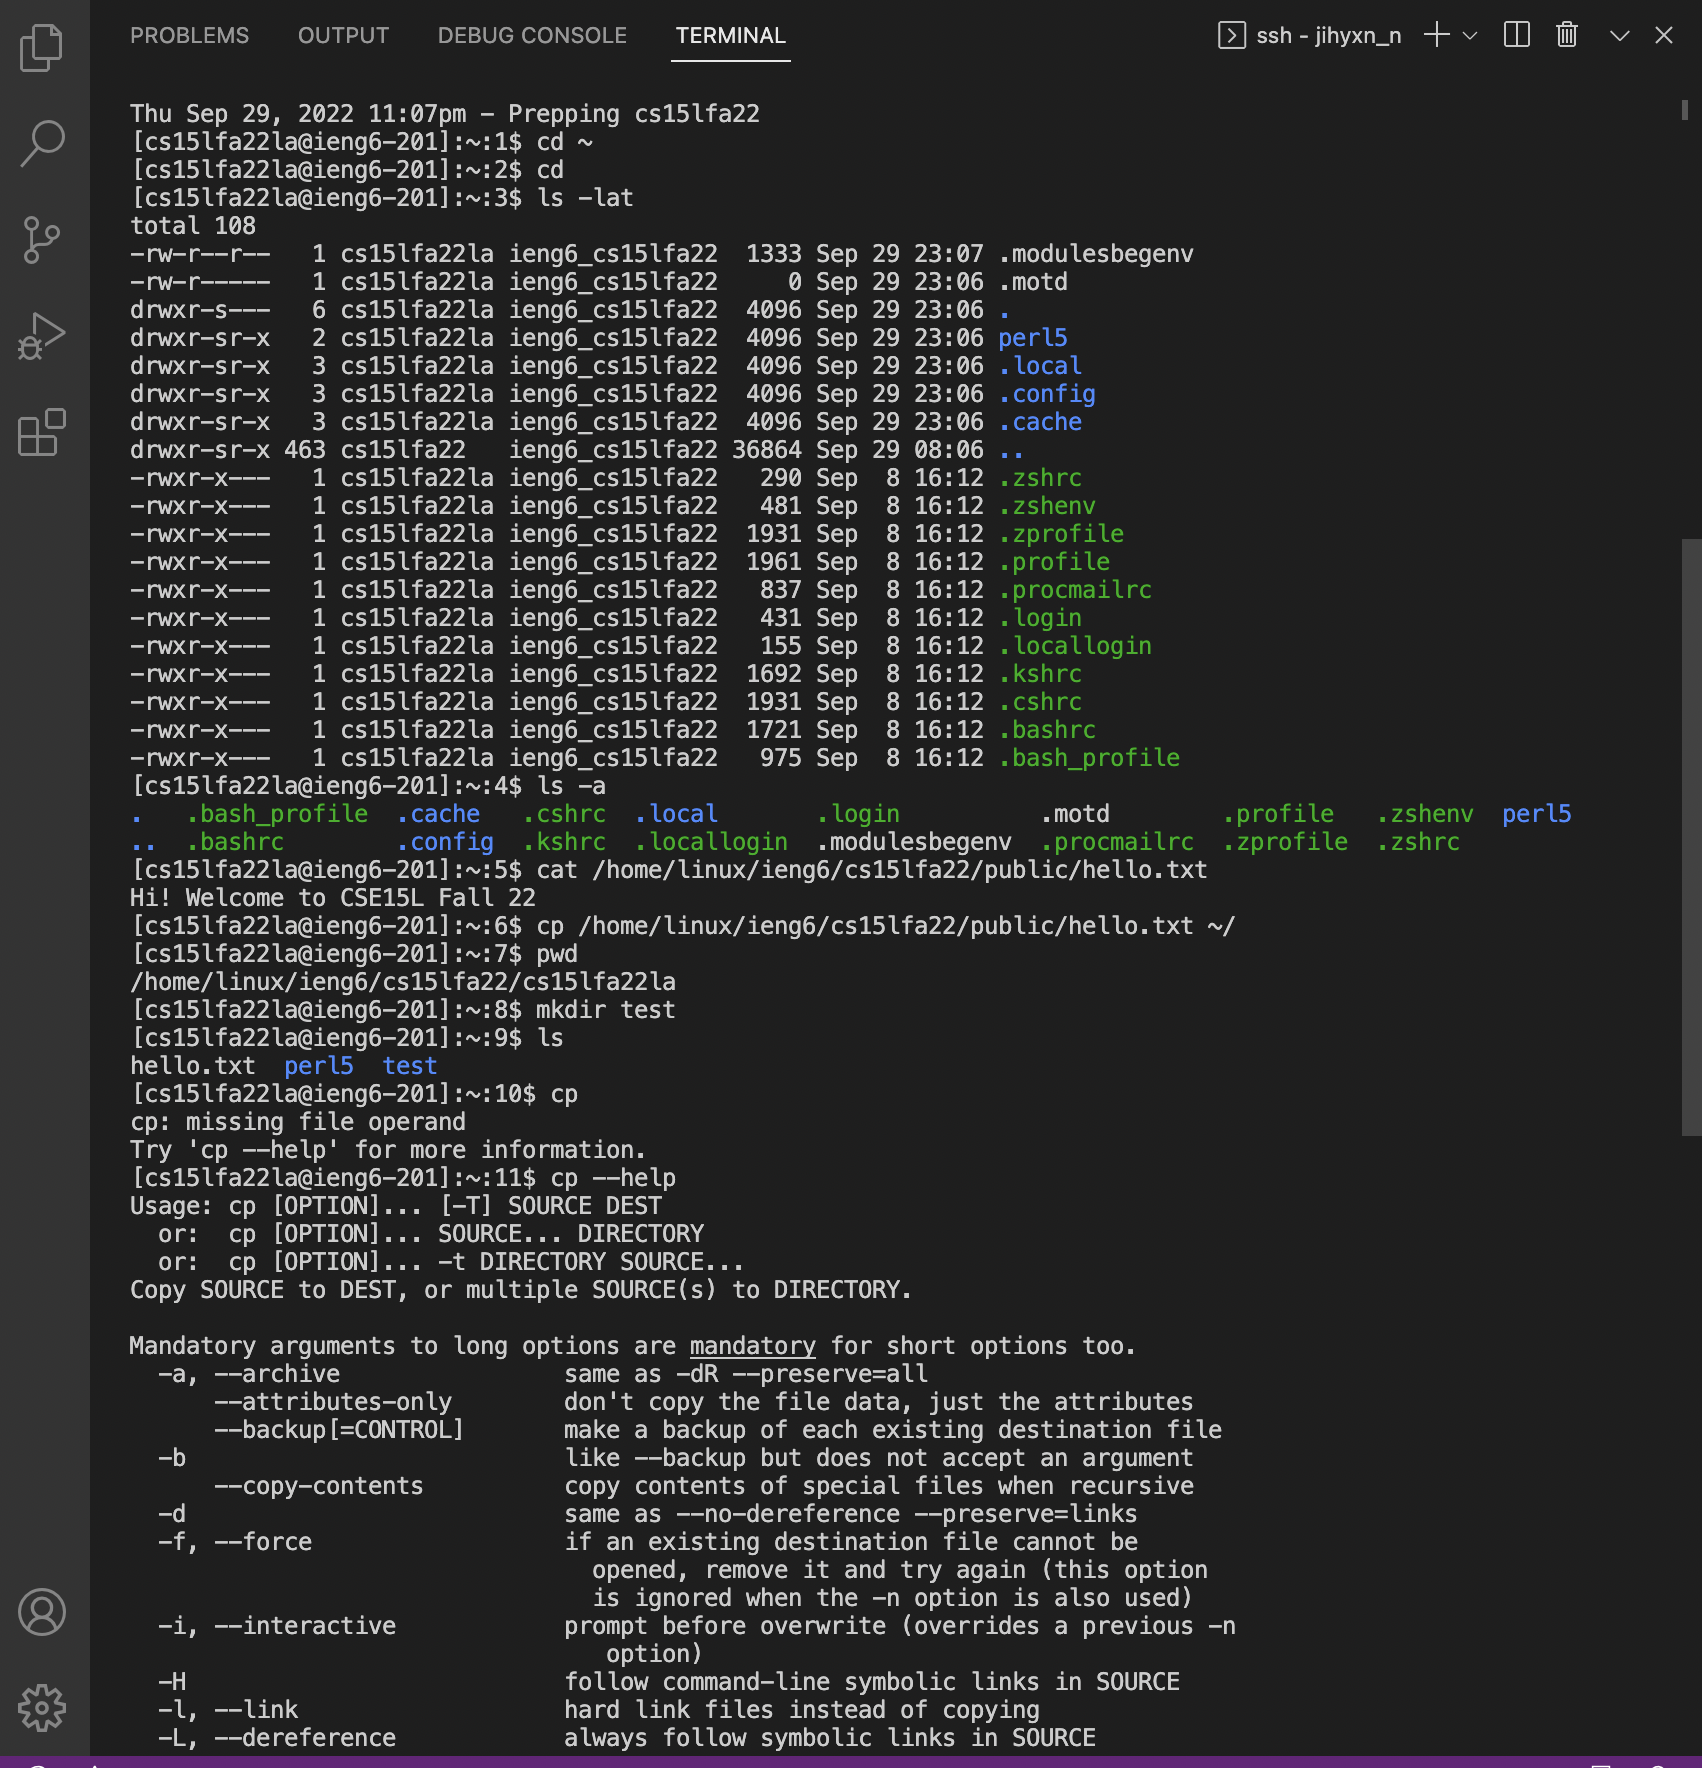 PROBLEMS OUTPUT DEBUG CONSOLE TERMINAL ssh - jihyxn_n
Thu Sep 29, 2022 11:07pm - Prepping cs15lfa22
[cs15lfa22la@ieng6-201]:~:1$ cd ~
[cs15lfa22la@ieng6-201]:~:2$ cd
[cs15lfa22la@ieng6-201]:~:3$ ls -lat
total 108
-rw-r--r--   1 cs15lfa22la ieng6_cs15lfa22  1333 Sep 29 23:07 .modulesbegenv
-rw-r-----   1 cs15lfa22la ieng6_cs15lfa22     0 Sep 29 23:06 .motd
drwxr-s---   6 cs15lfa22la ieng6_cs15lfa22  4096 Sep 29 23:06 .
drwxr-sr-x   2 cs15lfa22la ieng6_cs15lfa22  4096 Sep 29 23:06 perl5
drwxr-sr-x   3 cs15lfa22la ieng6_cs15lfa22  4096 Sep 29 23:06 .local
drwxr-sr-x   3 cs15lfa22la ieng6_cs15lfa22  4096 Sep 29 23:06 .config
drwxr-sr-x   3 cs15lfa22la ieng6_cs15lfa22  4096 Sep 29 23:06 .cache
drwxr-sr-x 463 cs15lfa22   ieng6_cs15lfa22 36864 Sep 29 08:06 ..
-rwxr-x---   1 cs15lfa22la ieng6_cs15lfa22   290 Sep  8 16:12 .zshrc
-rwxr-x---   1 cs15lfa22la ieng6_cs15lfa22   481 Sep  8 16:12 .zshenv
-rwxr-x---   1 cs15lfa22la ieng6_cs15lfa22  1931 Sep  8 16:12 .zprofile
-rwxr-x---   1 cs15lfa22la ieng6_cs15lfa22  1961 Sep  8 16:12 .profile
-rwxr-x---   1 cs15lfa22la ieng6_cs15lfa22   837 Sep  8 16:12 .procmailrc
-rwxr-x---   1 cs15lfa22la ieng6_cs15lfa22   431 Sep  8 16:12 .login
-rwxr-x---   1 cs15lfa22la ieng6_cs15lfa22   155 Sep  8 16:12 .locallogin
-rwxr-x---   1 cs15lfa22la ieng6_cs15lfa22  1692 Sep  8 16:12 .kshrc
-rwxr-x---   1 cs15lfa22la ieng6_cs15lfa22  1931 Sep  8 16:12 .cshrc
-rwxr-x---   1 cs15lfa22la ieng6_cs15lfa22  1721 Sep  8 16:12 .bashrc
-rwxr-x---   1 cs15lfa22la ieng6_cs15lfa22   975 Sep  8 16:12 .bash_profile
[cs15lfa22la@ieng6-201]:~:4$ ls -a
.   .bash_profile  .cache   .cshrc  .local       .login          .motd        .profile   .zshenv  perl5
..  .bashrc        .config  .kshrc  .locallogin  .modulesbegenv  .procmailrc  .zprofile  .zshrc
[cs15lfa22la@ieng6-201]:~:5$ cat /home/linux/ieng6/cs15lfa22/public/hello.txt
Hi! Welcome to CSE15L Fall 22
[cs15lfa22la@ieng6-201]:~:6$ cp /home/linux/ieng6/cs15lfa22/public/hello.txt ~/
[cs15lfa22la@ieng6-201]:~:7$ pwd
/home/linux/ieng6/cs15lfa22/cs15lfa22la
[cs15lfa22la@ieng6-201]:~:8$ mkdir test
[cs15lfa22la@ieng6-201]:~:9$ ls
hello.txt  perl5  test
[cs15lfa22la@ieng6-201]:~:10$ cp
cp: missing file operand
Try 'cp --help' for more information.
[cs15lfa22la@ieng6-201]:~:11$ cp --help
Usage: cp [OPTION]... [-T] SOURCE DEST
  or:  cp [OPTION]... SOURCE... DIRECTORY
  or:  cp [OPTION]... -t DIRECTORY SOURCE...
Copy SOURCE to DEST, or multiple SOURCE(s) to DIRECTORY.
Mandatory arguments to long options are mandatory for short options too.
  -a, --archive                same as -dR --preserve=all
      --attributes-only        don't copy the file data, just the attributes
      --backup[=CONTROL]       make a backup of each existing destination file
  -b                           like --backup but does not accept an argument
      --copy-contents          copy contents of special files when recursive
  -d                           same as --no-dereference --preserve=links
  -f, --force                  if an existing destination file cannot be
                                 opened, remove it and try again (this option
                                 is ignored when the -n option is also used)
  -i, --interactive            prompt before overwrite (overrides a previous -n
                                  option)
  -H                           follow command-line symbolic links in SOURCE
  -l, --link                   hard link files instead of copying
  -L, --dereference            always follow symbolic links in SOURCE